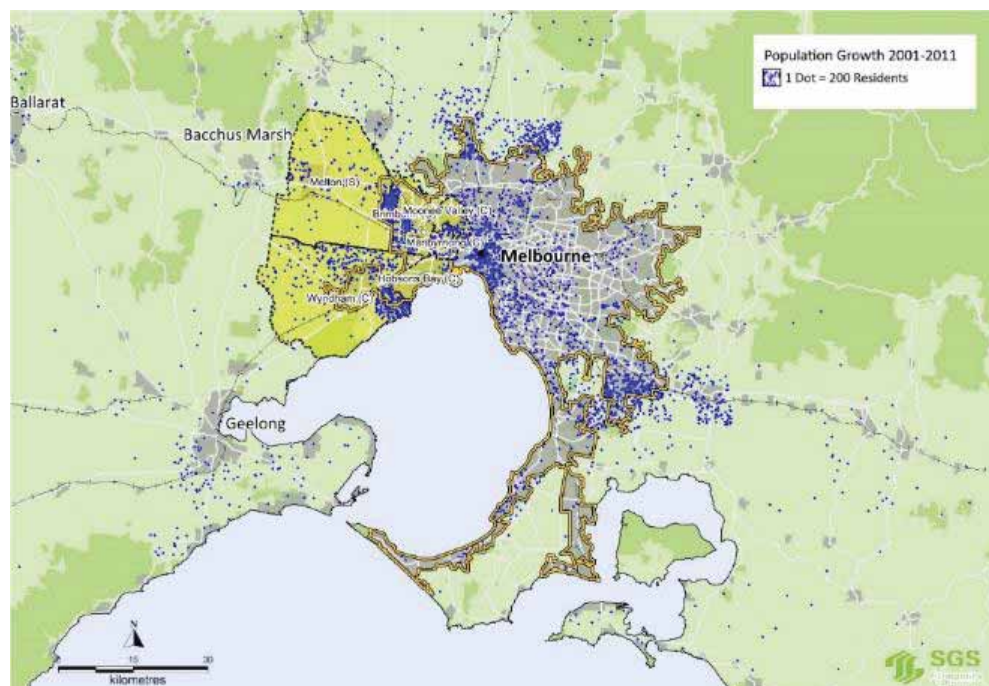 Population Growth 2001-2011
1 Dot = 200 Residents
Ballarat
Bacchus Marsh
Melton (S)
Moonee Valley (C)
Melbourne
Hobsons Bay (C)
Wyndham (C)
Geelong
N
15
30
kilometres
SGS